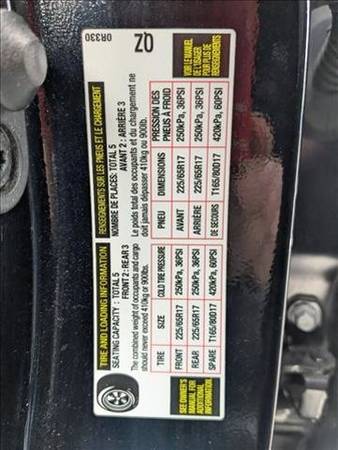 TIRE AND LOADING INFORMATION
SEATING CAPACITY : TOTAL 5
FRONT 2 : REAR 3
The combined weight of occupants and cargo
should never exceed 410kg or 900lb.
TIRE SIZE COLD TIRE PRESSURE
FRONT 225/65R17 250kPa, 36PSI
REAR 225/65R17 250kPa, 36PSI
SPARE T165/80D17 420kPa, 60PSI
SEE OWNER'S
MANUAL FOR
ADDITIONAL
INFORMATION
RENSEIGNEMENTS SUR LES PNEUS ET LE CHARGEMENT
NOMBRE DE PLACES: TOTAL 5
AVANT 2 : ARRIÈRE 3
Le poids total des occupants et du chargement ne
doit jamais dépasser 410kg ou 900lb.
PNEU DIMENSIONS PRESSION DES
PNEUS À FROID
AVANT 225/65R17 250kPa, 36PSI
ARRIÈRE 225/65R17 250kPa, 36PSI
DE SECOURS T165/80D17 420kPa, 60PSI
VOIR LE MANUEL
DE L'USAGER
POUR PLUS DE
RENSEIGNEMENTS
0R330
QZ